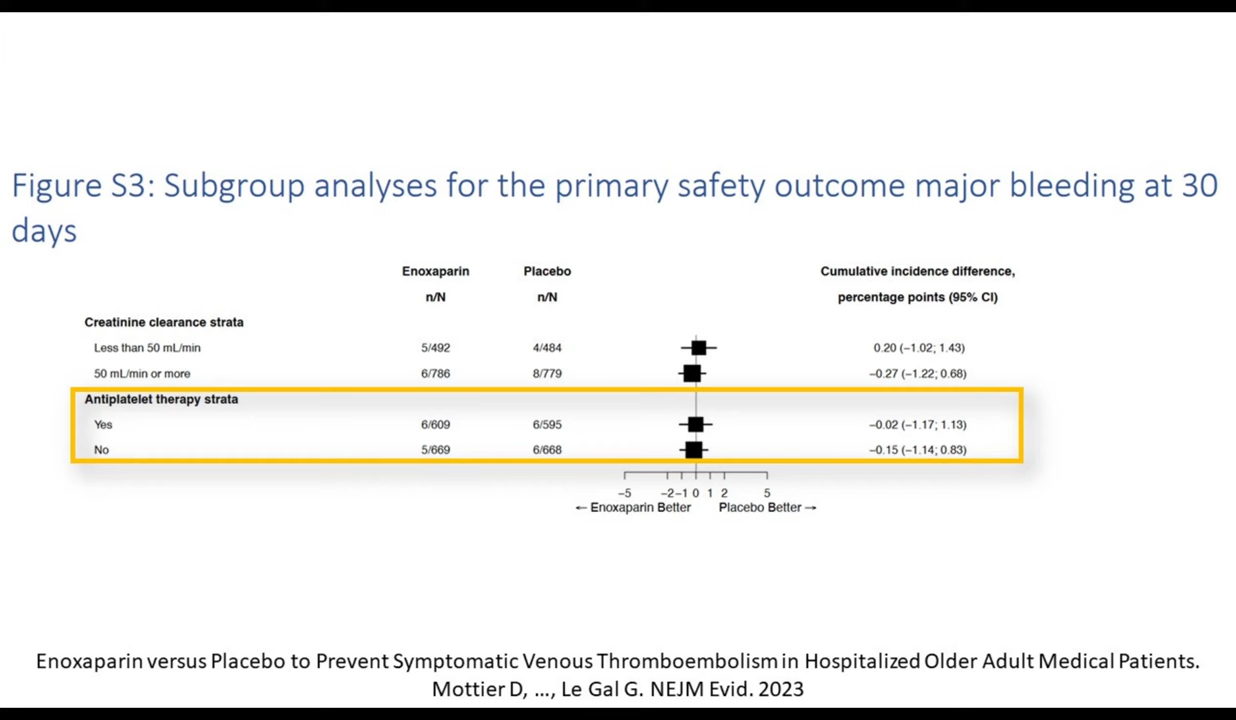 Figure S3: Subgroup analyses for the primary safety outcome major bleeding at 30
days
Enoxaparin Placebo Cumulative incidence difference,
n/N n/N percentage points (95% CI)
Creatinine clearance strata
Less than 50 mL/min 5/492 4/484 0.20 (−1.02; 1.43)
50 mL/min or more 6/786 8/779 −0.27 (−1.22; 0.68)
Antiplatelet therapy strata
Yes 6/609 6/595 −0.02 (−1.17; 1.13)
No 5/669 6/668 −0.15 (−1.14; 0.83)
−5 −2 −1 0 1 2 5
← Enoxaparin Better Placebo Better →
Enoxaparin versus Placebo to Prevent Symptomatic Venous Thromboembolism in Hospitalized Older Adult Medical Patients.
Mottier D, ..., Le Gal G. NEJM Evid. 2023